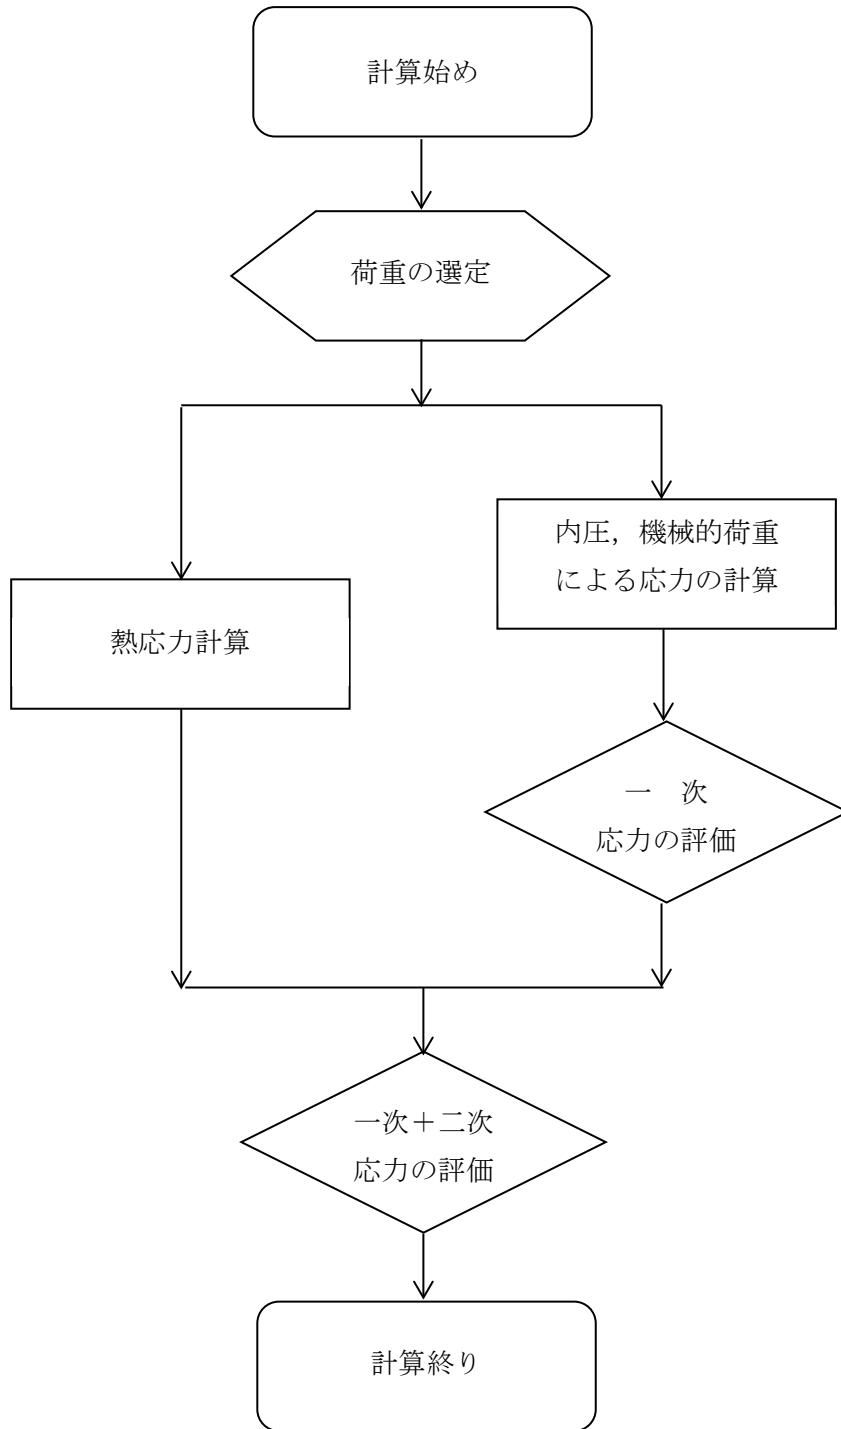 計算始め
荷重の選定
内圧，機械的荷重
による応力の計算
熱応力計算
一　次
応力の評価
一次＋二次
応力の評価
計算終り